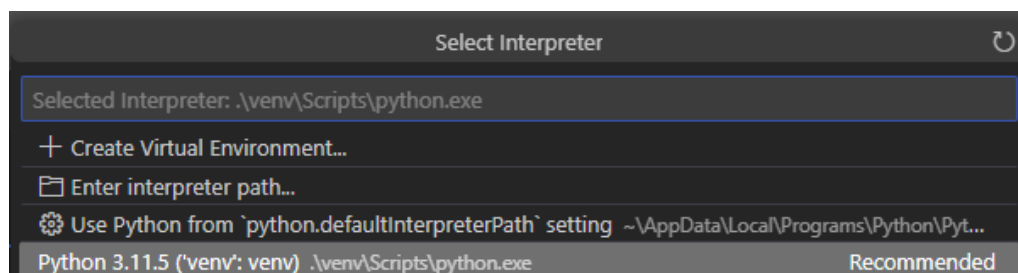 Select Interpreter
Selected Interpreter: .\venv\Scripts\python.exe
+ Create Virtual Environment...
Enter interpreter path...
Use Python from `python.defaultInterpreterPath` setting ~\AppData\Local\Programs\Python\Pyt...
Python 3.11.5 ('venv': venv) .\venv\Scripts\python.exe Recommended